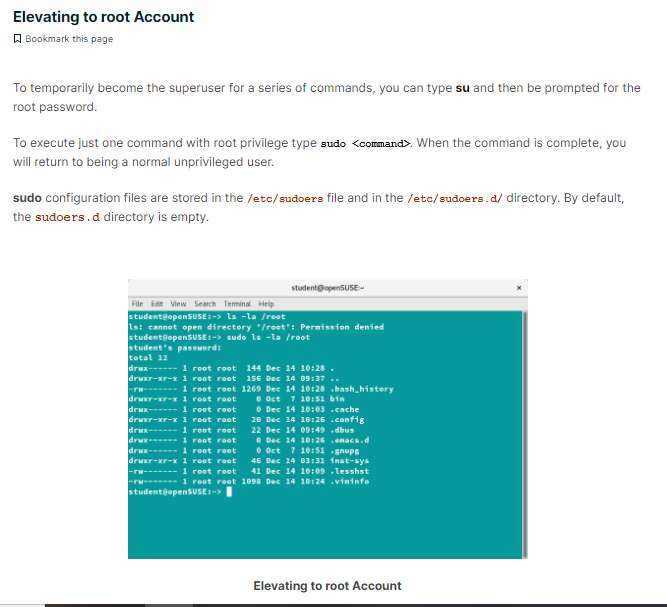 Elevating to root Account
Bookmark this page
To temporarily become the superuser for a series of commands, you can type su and then be prompted for the
root password.
To execute just one command with root privilege type sudo <command>. When the command is complete, you
will return to being a normal unprivileged user.
sudo configuration files are stored in the /etc/sudoers file and in the /etc/sudoers.d/ directory. By default,
the sudoers.d directory is empty.
student@openSUSE:~
File Edit View Search Terminal Help
student@openSUSE:~> ls -la /root
ls: cannot open directory '/root': Permission denied
student@openSUSE:~> sudo ls -la /root
student's password:
total 12
drwx------ 1 root root 144 Dec 14 10:28 .
drwxr-xr-x 1 root root 156 Dec 14 09:37 ..
-rw------- 1 root root 1269 Dec 14 10:28 .bash_history
drwxr-xr-x 1 root root 0 Oct 7 10:51 bin
drwx------ 1 root root 0 Dec 14 10:03 .cache
drwxr-xr-x 1 root root 20 Dec 14 10:26 .config
drwx------ 1 root root 22 Dec 14 09:49 .dbus
drwx------ 1 root root 0 Dec 14 10:26 .emacs.d
drwx------ 1 root root 0 Oct 7 10:51 .gnupg
drwxr-xr-x 1 root root 46 Dec 14 03:31 inst-sys
-rw------- 1 root root 41 Dec 14 10:09 .lesshst
-rw------- 1 root root 1098 Dec 14 10:24 .viminfo
student@openSUSE:~>
Elevating to root Account